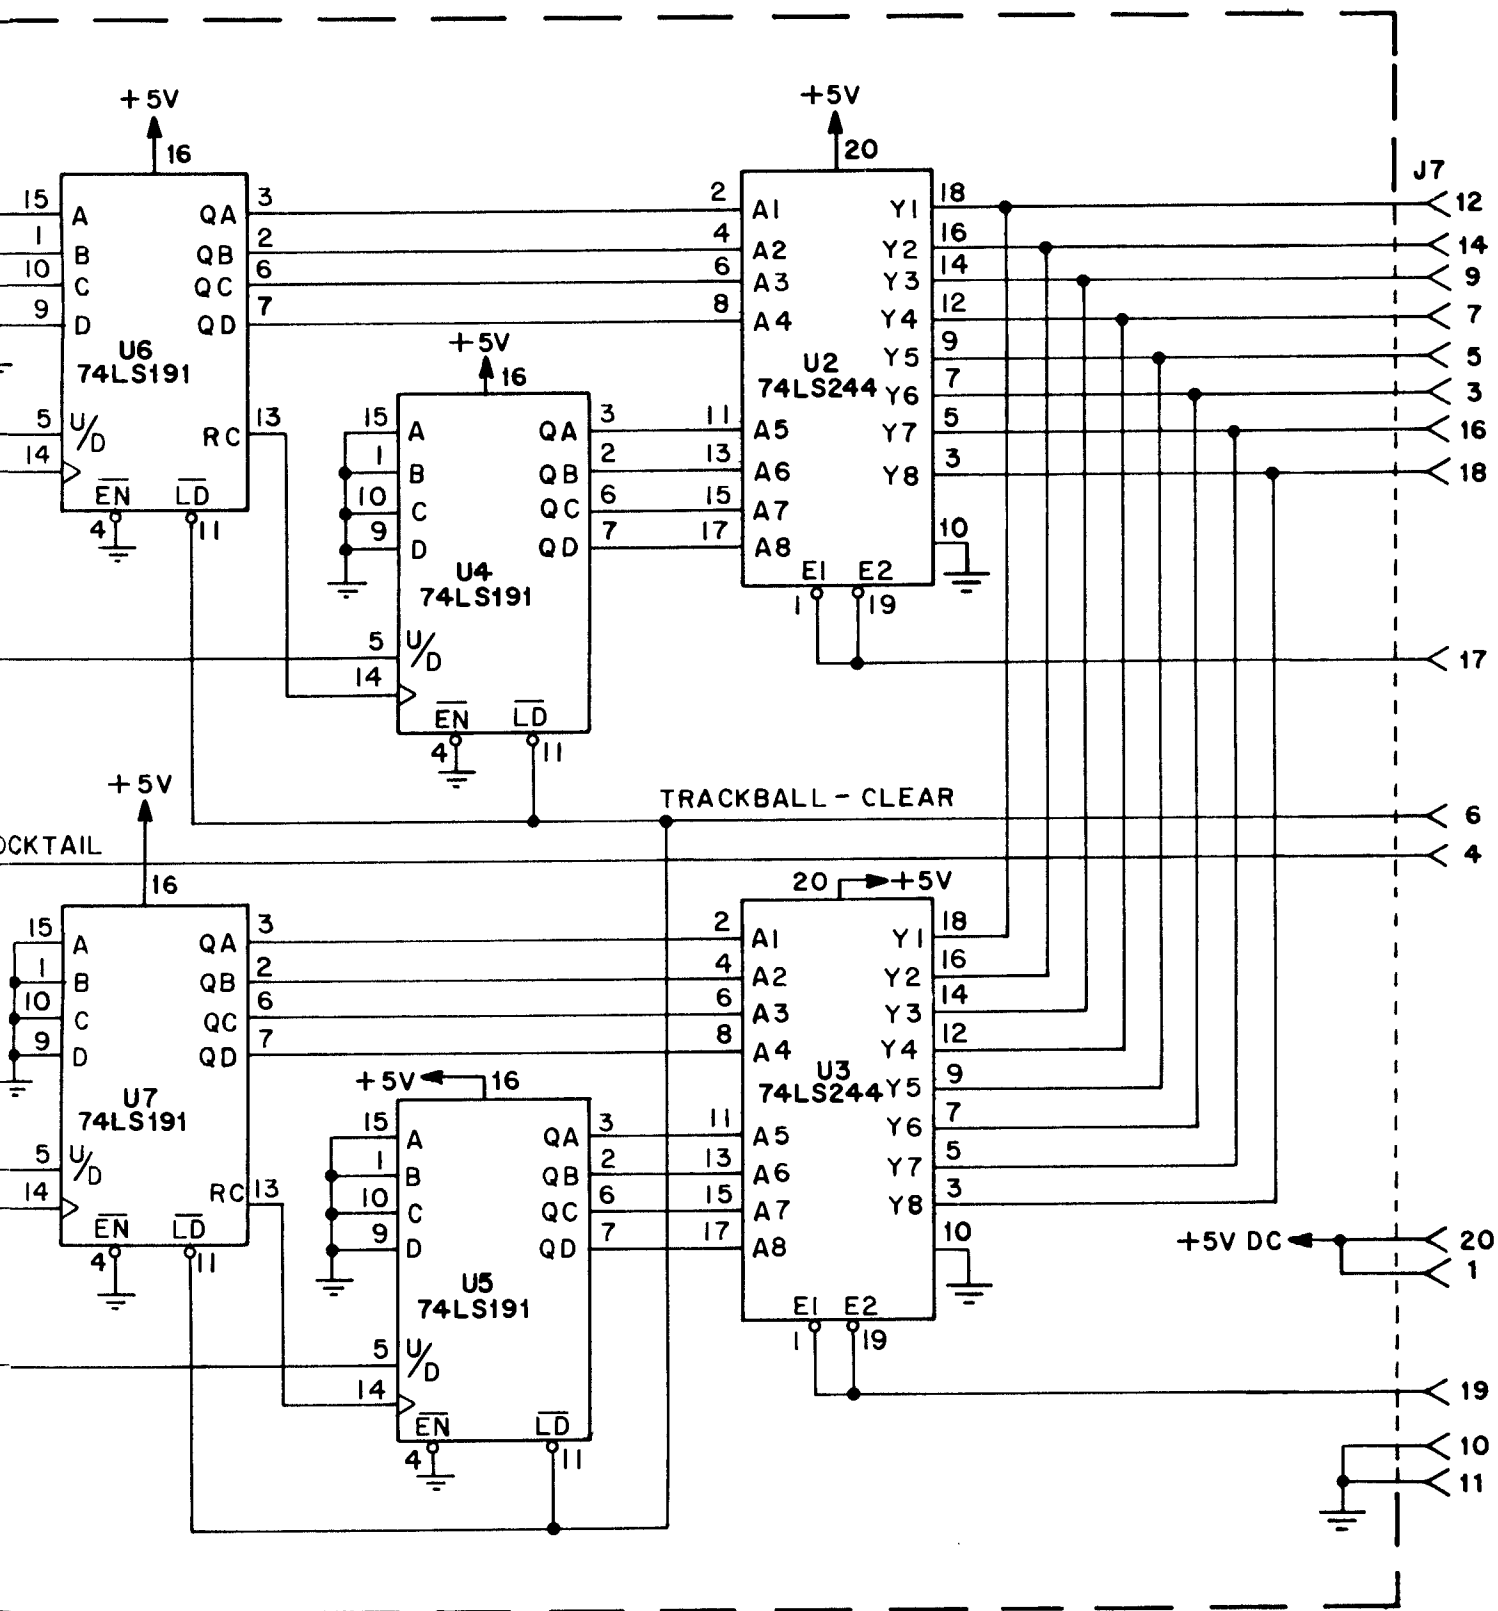 +5V
16
15 A QA 3
1 B QB 2
10 C QC 6
9 D QD 7
U6
74LS191
5 U/D RC 13
14
EN LD
4 11
+5V
16
15 A QA 3
1 B QB 2
10 C QC 6
9 D QD 7
U4
74LS191
5 U/D
14
EN LD
4 11
+5V
20
2 A1 Y1 18
4 A2 Y2 16
6 A3 Y3 14
8 A4 Y4 12
U2
74LS244
Y5 9
Y6 7
11 A5 Y7 5
13 A6 Y8 3
15 A7
17 A8
10
E1 E2
1 19
J7
12
14
9
7
5
3
16
18
17
TRACKBALL - CLEAR
6
OCKTAIL
4
+5V
16
15 A QA 3
1 B QB 2
10 C QC 6
9 D QD 7
U7
74LS191
5 U/D RC 13
14
EN LD
4 11
+5V 16
15 A QA 3
1 B QB 2
10 C QC 6
9 D QD 7
U5
74LS191
5 U/D
14
EN LD
4 11
20 +5V
2 A1 Y1 18
4 A2 Y2 16
6 A3 Y3 14
8 A4 Y4 12
U3
74LS244
Y5 9
11 A5 Y6 7
13 A6 Y7 5
15 A7 Y8 3
17 A8 10
E1 E2
1 19
+5V DC
20
1
19
10
11